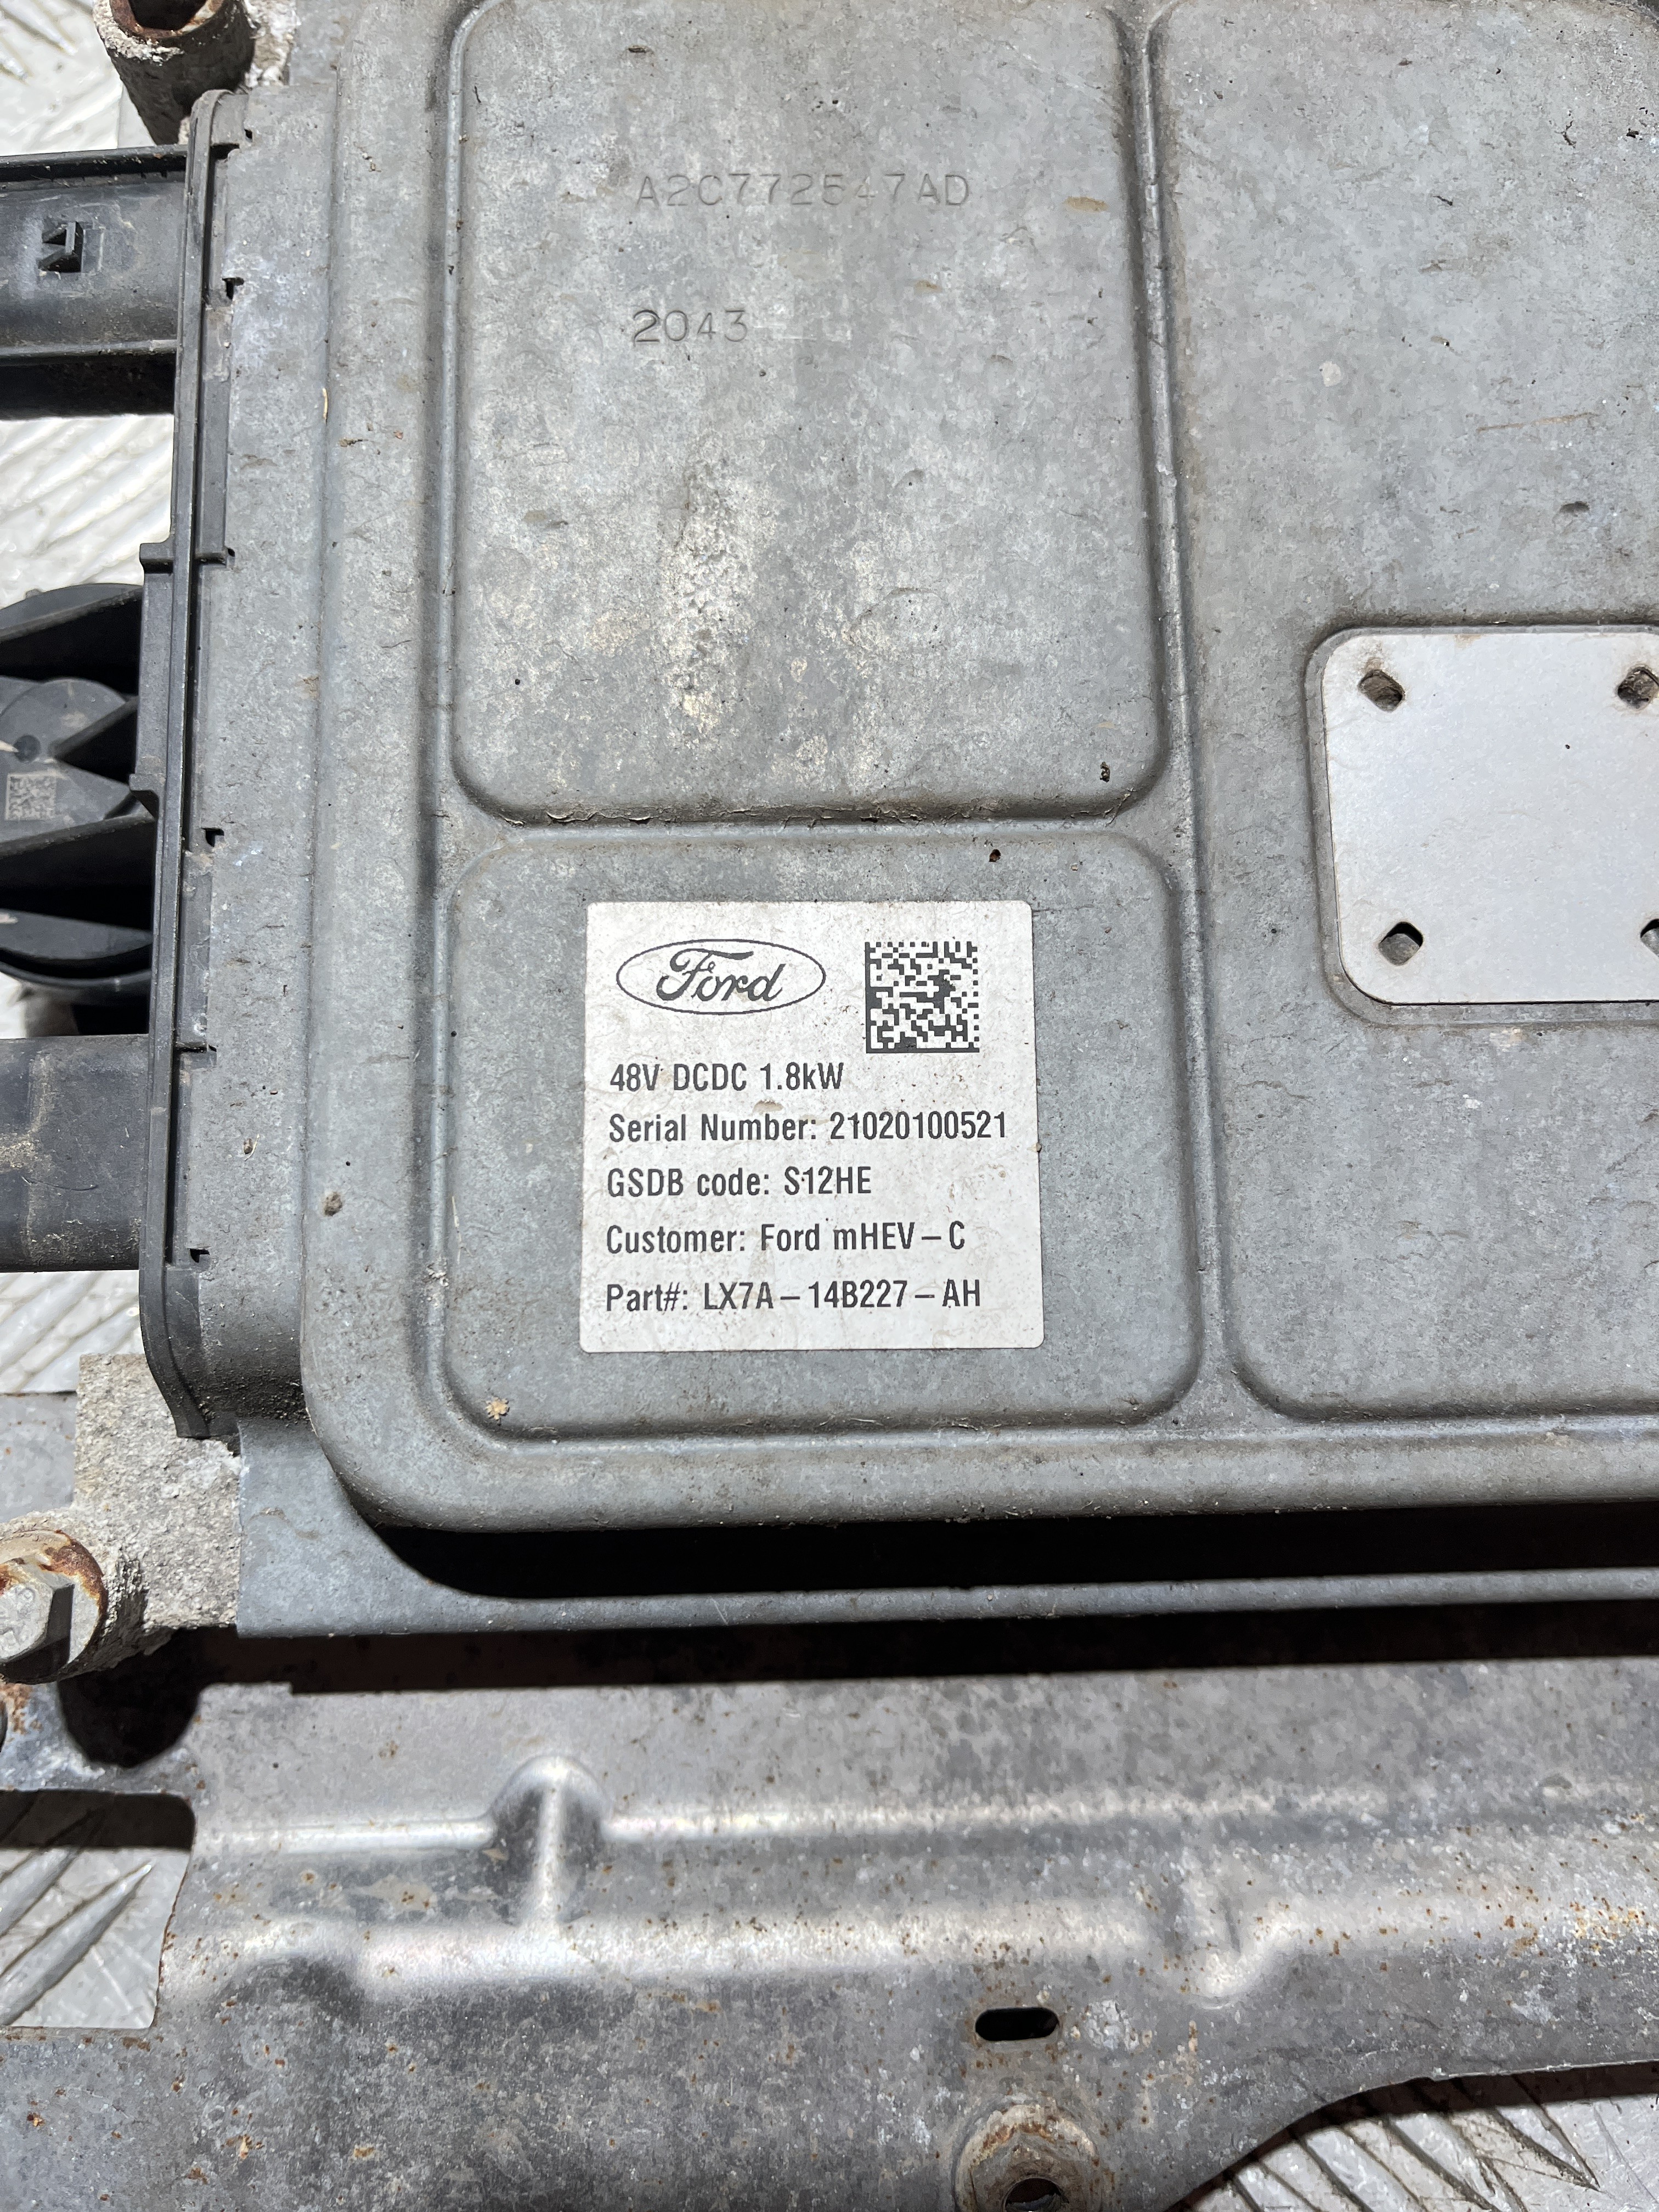 A2C772547AD
2043
Ford
48V DCDC 1.8kW
Serial Number: 21020100521
GSDB code: S12HE
Customer: Ford mHEV-C
Part#: LX7A-14B227-AH